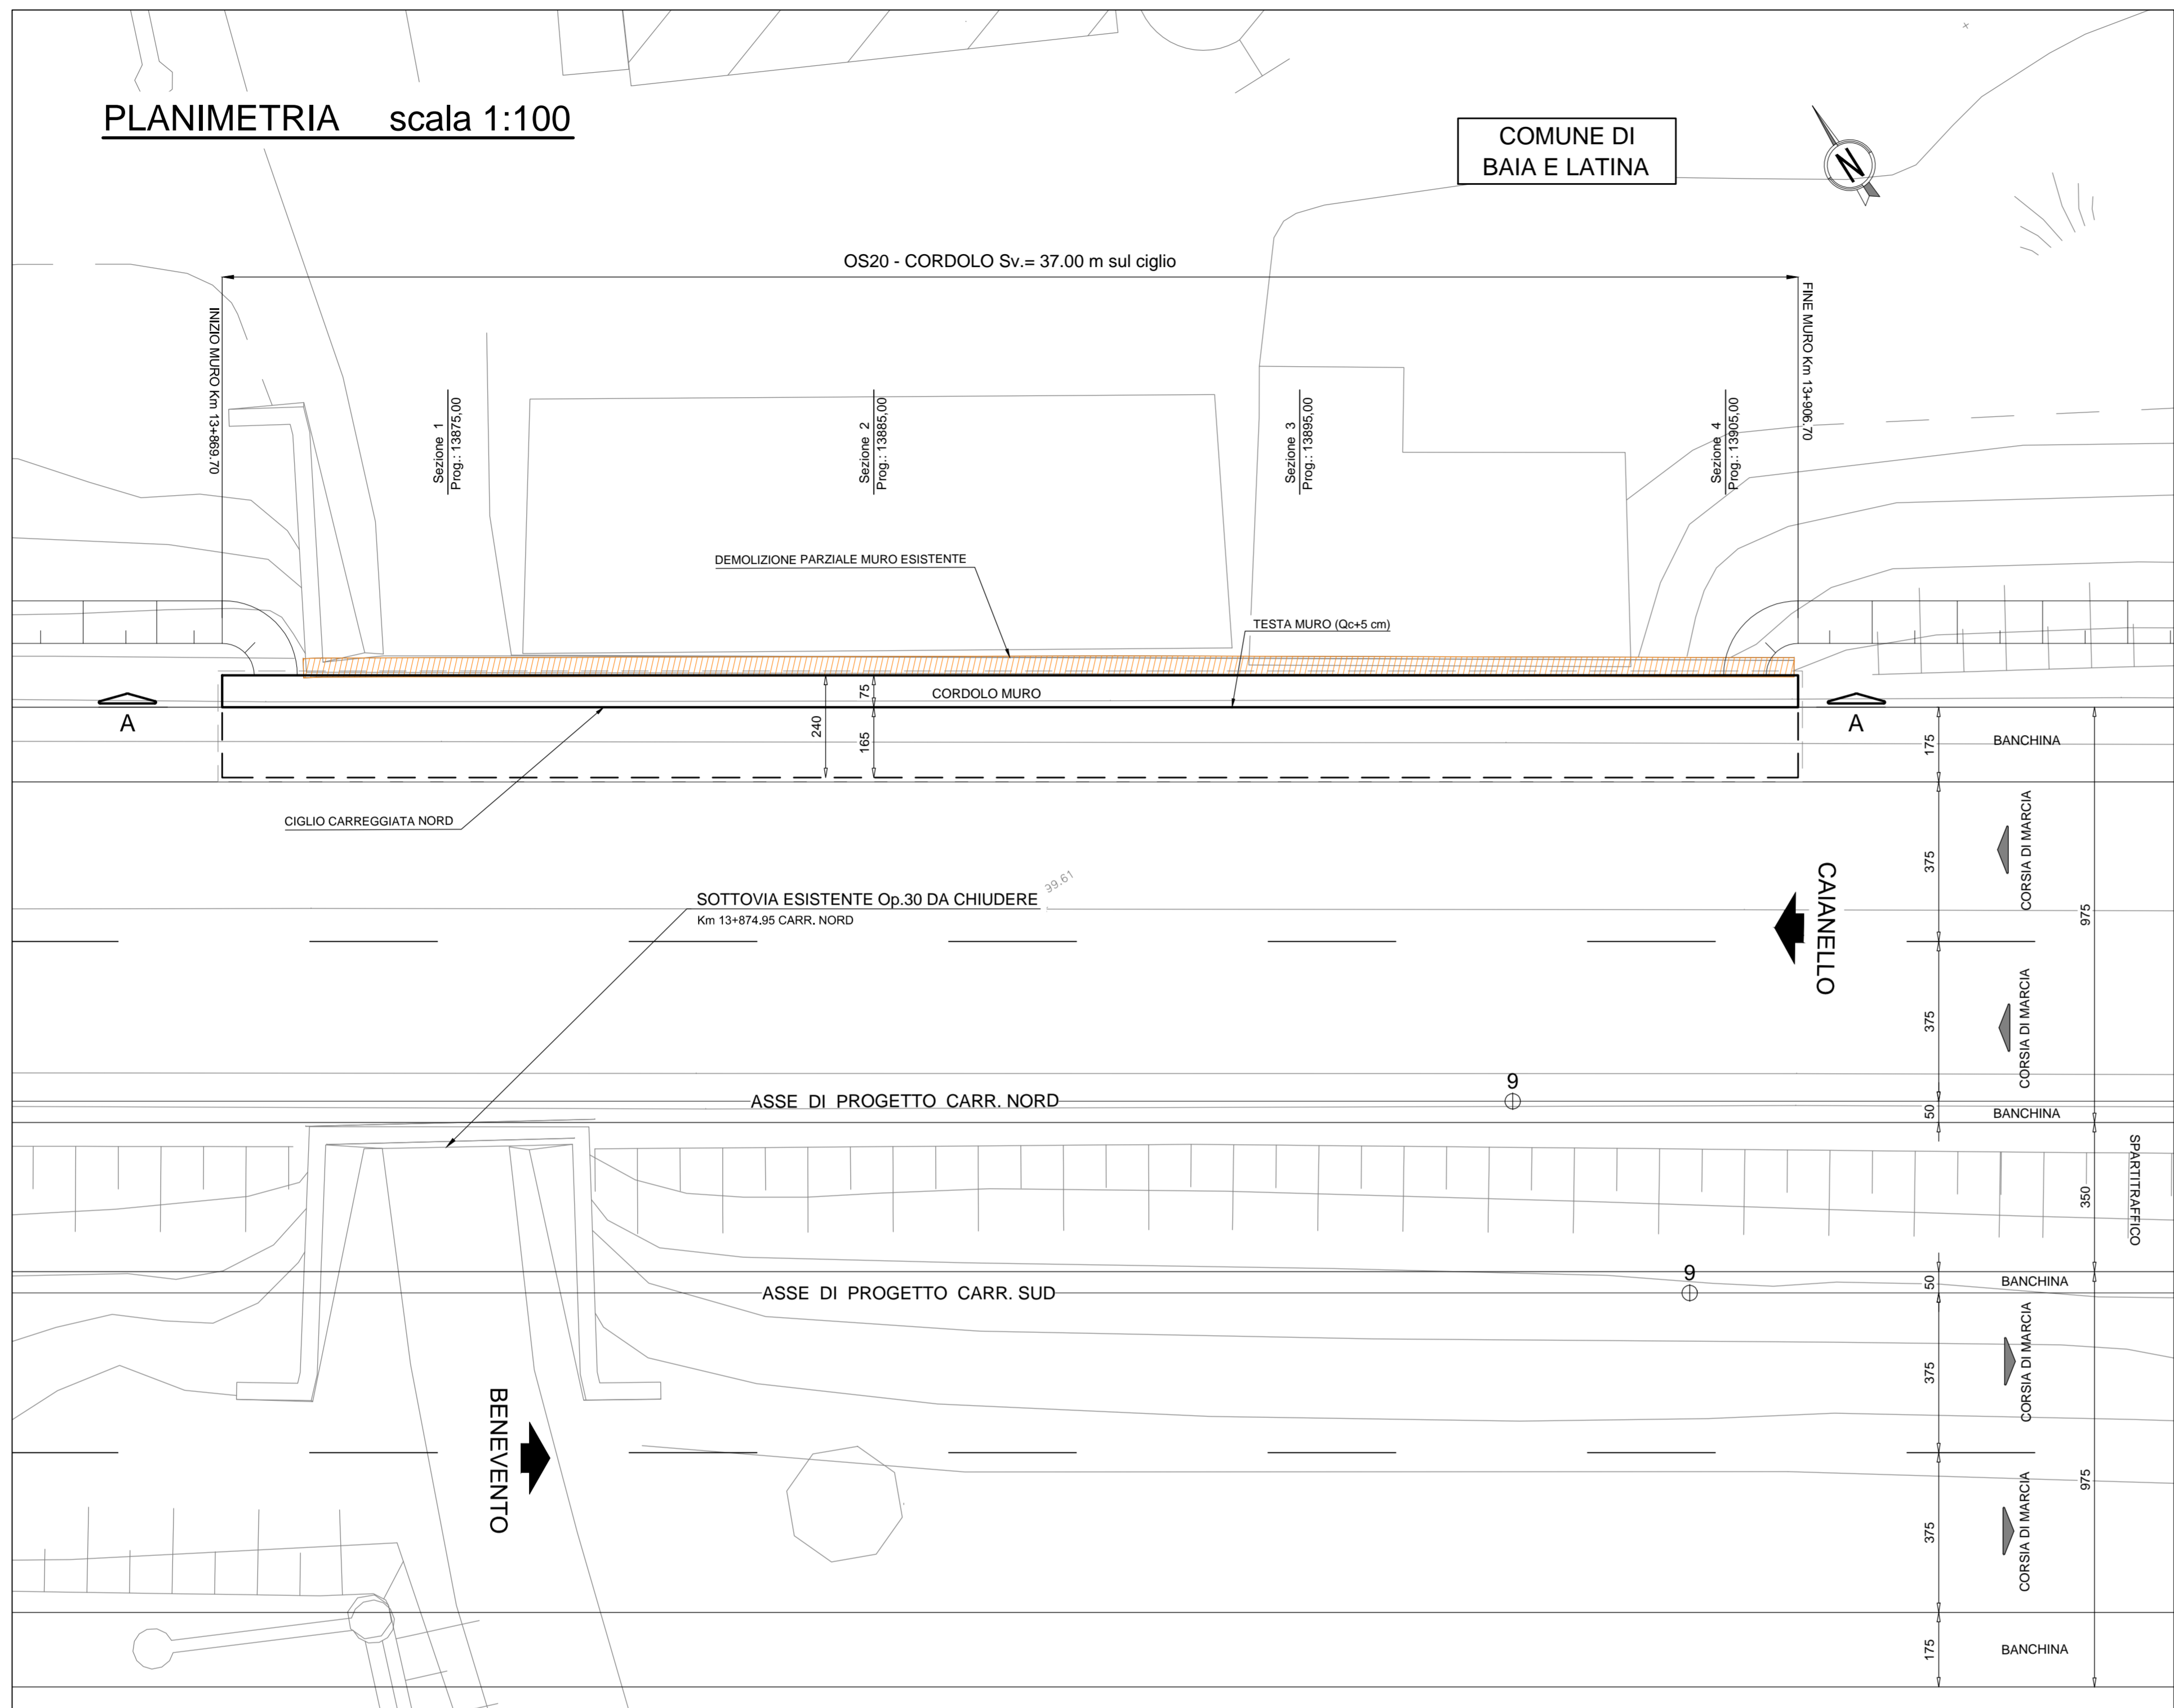 PLANIMETRIA scala 1:100
COMUNE DI
BAIA E LATINA
N
OS20 - CORDOLO Sv.= 37.00 m sul ciglio
INIZIO MURO Km 13+869.70
FINE MURO Km 13+906.70
Sezione 1
Prog.: 13875,00
Sezione 2
Prog.: 13885,00
Sezione 3
Prog.: 13895,00
Sezione 4
Prog.: 13905,00
DEMOLIZIONE PARZIALE MURO ESISTENTE
TESTA MURO (Qc+5 cm)
CORDOLO MURO
75
240
165
A
A
175
BANCHINA
CIGLIO CARREGGIATA NORD
375
CORSIA DI MARCIA
SOTTOVIA ESISTENTE Op.30 DA CHIUDERE
Km 13+874.95 CARR. NORD
99.61
CAIANELLO
975
375
CORSIA DI MARCIA
ASSE DI PROGETTO CARR. NORD
9
50
BANCHINA
350
SPARTITRAFFICO
ASSE DI PROGETTO CARR. SUD
9
50
BANCHINA
375
CORSIA DI MARCIA
BENEVENTO
975
375
CORSIA DI MARCIA
175
BANCHINA